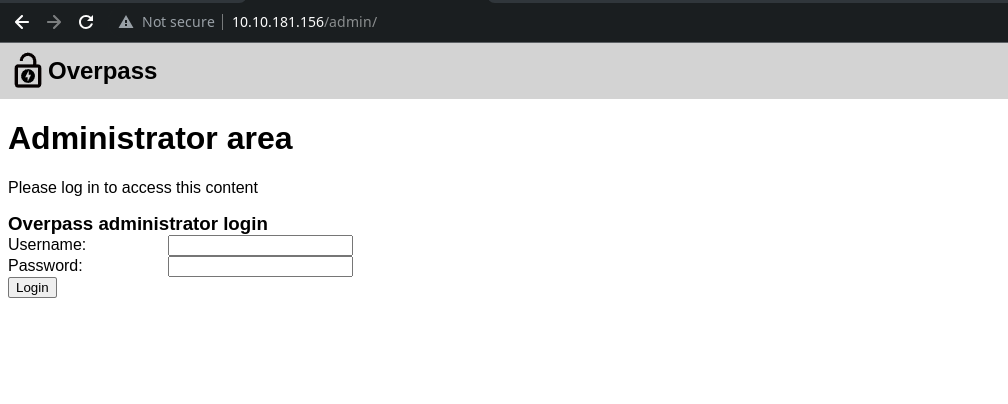 Not secure | 10.10.181.156/admin/
Overpass
Administrator area
Please log in to access this content
Overpass administrator login
Username:
Password:
Login